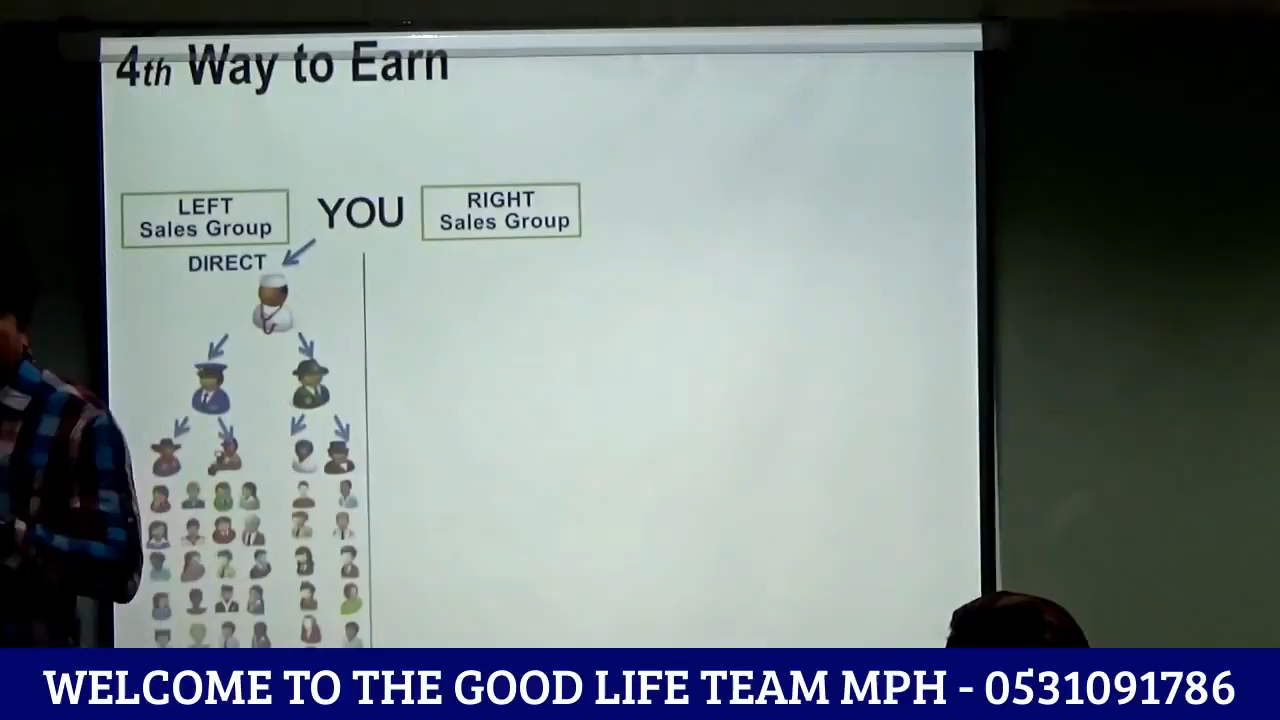 4th Way to Earn
LEFT
Sales Group
YOU
RIGHT
Sales Group
DIRECT
WELCOME TO THE GOOD LIFE TEAM MPH - 0531091786